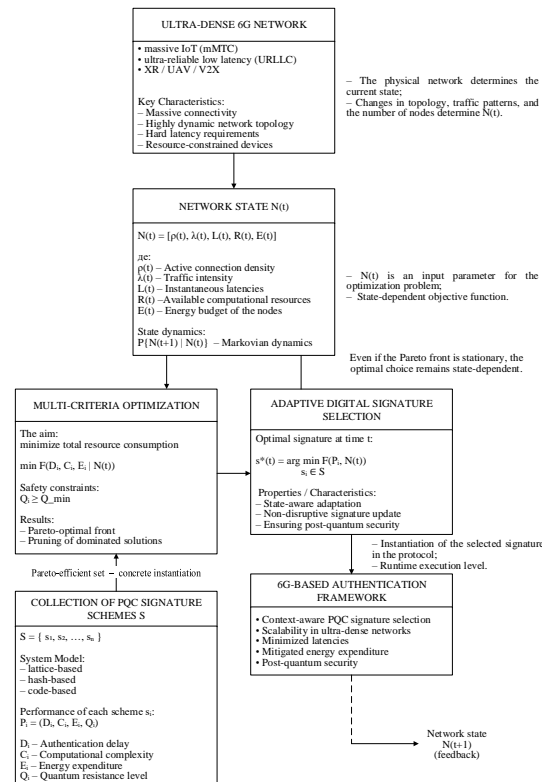 ULTRA-DENSE 6G NETWORK
• massive IoT (mMTC)
• ultra-reliable low latency (URLLC)
• XR / UAV / V2X
Key Characteristics:
– Massive connectivity
– Highly dynamic network topology
– Hard latency requirements
– Resource-constrained devices
– The physical network determines the
current state;
– Changes in topology, traffic patterns, and
the number of nodes determine N(t).
NETWORK STATE N(t)
N(t) = [ρ(t), λ(t), L(t), R(t), E(t)]
де:
ρ(t) – Active connection density
λ(t) – Traffic intensity
L(t) – Instantaneous latencies
R(t) – Available computational resources
E(t) – Energy budget of the nodes
State dynamics:
P{N(t+1) | N(t)} – Markovian dynamics
– N(t) is an input parameter for the
optimization problem;
– State-dependent objective function.
Even if the Pareto front is stationary, the
optimal choice remains state-dependent.
MULTI-CRITERIA OPTIMIZATION
The aim:
minimize total resource consumption
min F(Dᵢ, Cᵢ, Eᵢ | N(t))
Safety constraints:
Qᵢ ≥ Q_min
Results:
– Pareto-optimal front
– Pruning of dominated solutions
ADAPTIVE DIGITAL SIGNATURE
SELECTION
Optimal signature at time t:
s*(t) = arg min F(Pᵢ, N(t))
sᵢ ∈ S
Properties / Characteristics:
– State-aware adaptation
– Non-disruptive signature update
– Ensuring post-quantum security
– Instantiation of the selected signature
in the protocol;
– Runtime execution level.
Pareto-efficient set – concrete instantiation
COLLECTION OF PQC SIGNATURE
SCHEMES S
S = { s₁, s₂, …, sₙ }
System Model:
– lattice-based
– hash-based
– code-based
Performance of each scheme sᵢ:
Pᵢ = (Dᵢ, Cᵢ, Eᵢ, Qᵢ)
Dᵢ – Authentication delay
Cᵢ – Computational complexity
Eᵢ – Energy expenditure
Qᵢ – Quantum resistance level
6G-BASED AUTHENTICATION
FRAMEWORK
• Context-aware PQC signature selection
• Scalability in ultra-dense networks
• Minimized latencies
• Mitigated energy expenditure
• Post-quantum security
Network state
N(t+1)
(feedback)